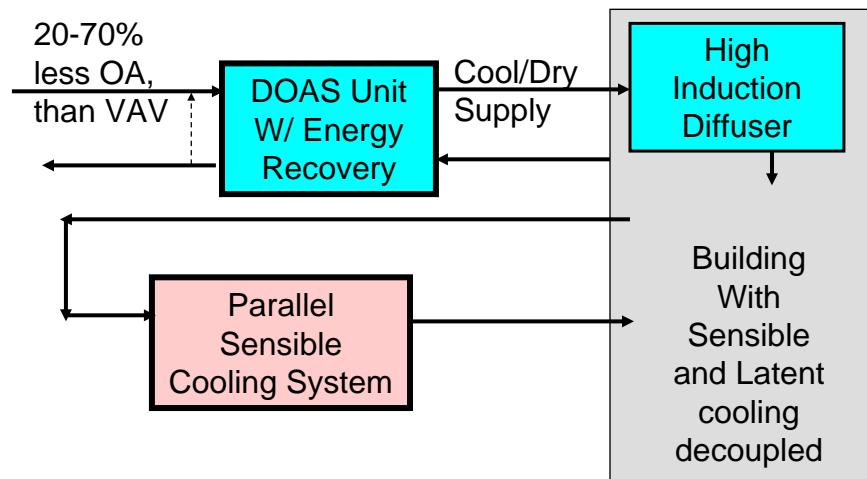 20-70%
less OA,
than VAV
DOAS Unit
W/ Energy
Recovery
Cool/Dry
Supply
High
Induction
Diffuser
Parallel
Sensible
Cooling System
Building
With
Sensible
and Latent
cooling
decoupled